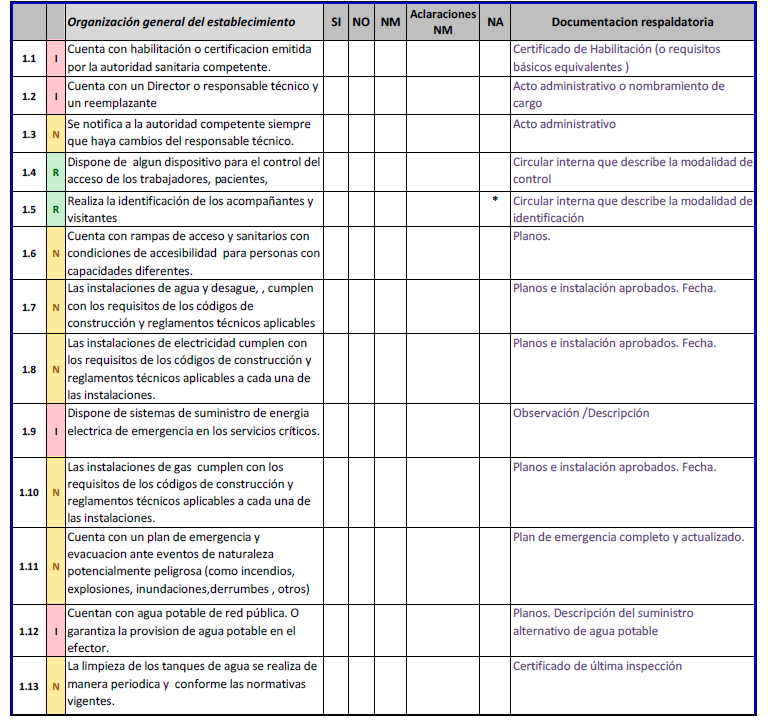 Organización general del establecimiento SI NO NM Aclaraciones NM NA Documentacion respaldatoria
1.1 I Cuenta con habilitación o certificacion emitida por la autoridad sanitaria competente. Certificado de Habilitación (o requisitos básicos equivalentes )
1.2 I Cuenta con un Director o responsable técnico y un reemplazante Acto administrativo o nombramiento de cargo
1.3 N Se notifica a la autoridad competente siempre que haya cambios del responsable técnico. Acto administrativo
1.4 R Dispone de algun dispositivo para el control del acceso de los trabajadores, pacientes, Circular interna que describe la modalidad de control
1.5 R Realiza la identificación de los acompañantes y visitantes * Circular interna que describe la modalidad de identificación
1.6 N Cuenta con rampas de acceso y sanitarios con condiciones de accesibilidad para personas con capacidades diferentes. Planos.
1.7 N Las instalaciones de agua y desague, , cumplen con los requisitos de los códigos de construcción y reglamentos técnicos aplicables Planos e instalación aprobados. Fecha.
1.8 N Las instalaciones de electricidad cumplen con los requisitos de los códigos de construcción y reglamentos técnicos aplicables a cada una de las instalaciones. Planos e instalación aprobados. Fecha.
1.9 I Dispone de sistemas de suministro de energia electrica de emergencia en los servicios críticos. Observación /Descripción
1.10 N Las instalaciones de gas cumplen con los requisitos de los códigos de construcción y reglamentos técnicos aplicables a cada una de las instalaciones. Planos e instalación aprobados. Fecha.
1.11 N Cuenta con un plan de emergencia y evacuacion ante eventos de naturaleza potencialmente peligrosa (como incendios, explosiones, inundaciones,derrumbes , otros) Plan de emergencia completo y actualizado.
1.12 I Cuentan con agua potable de red pública. O garantiza la provision de agua potable en el efector. Planos. Descripción del suministro alternativo de agua potable
1.13 N La limpieza de los tanques de agua se realiza de manera periodica y conforme las normativas vigentes. Certificado de última inspección